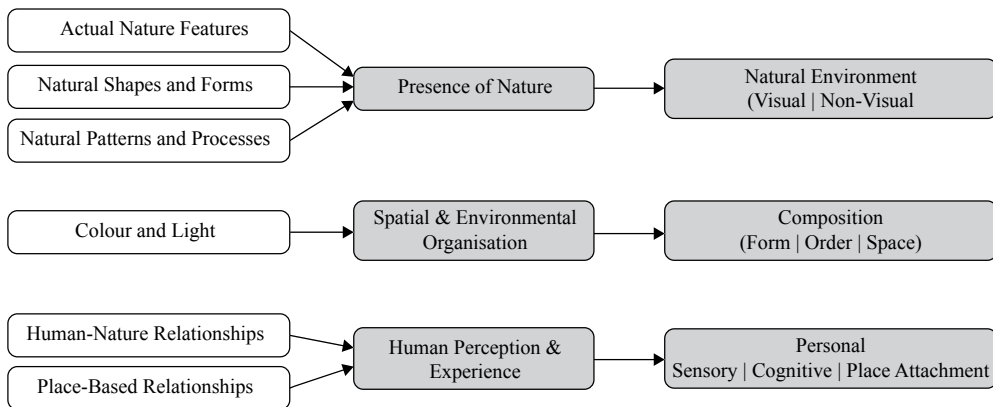 Actual Nature Features
Natural Shapes and Forms
Natural Patterns and Processes
Presence of Nature
Natural Environment
(Visual | Non-Visual
Colour and Light
Spatial & Environmental
Organisation
Composition
(Form | Order | Space)
Human-Nature Relationships
Place-Based Relationships
Human Perception &
Experience
Personal
Sensory | Cognitive | Place Attachment